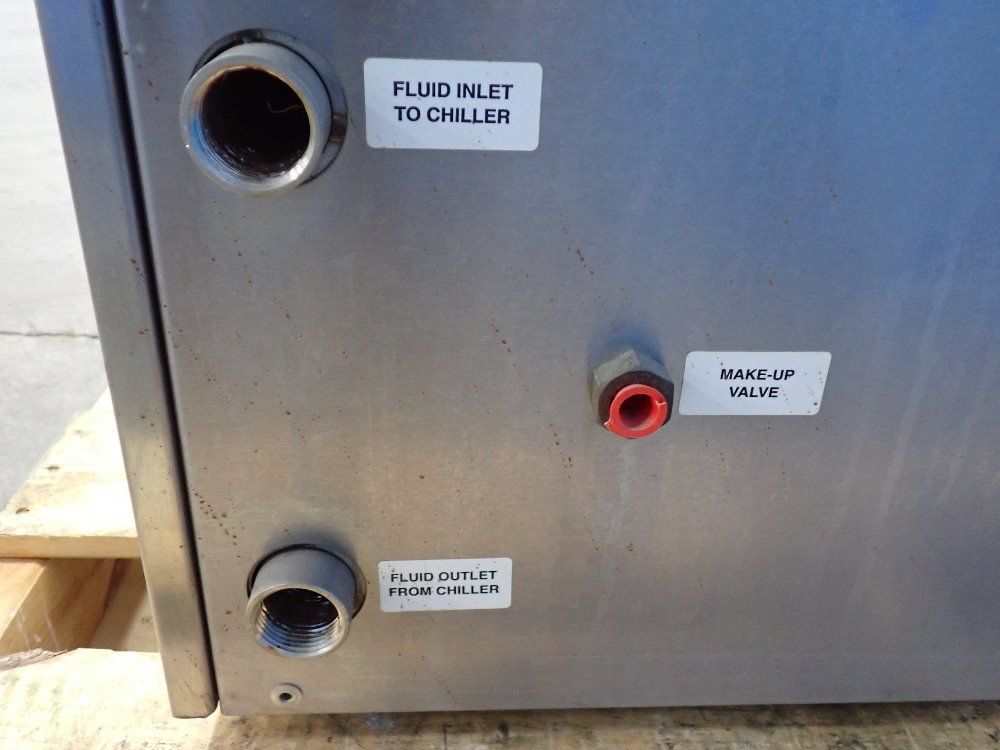 FLUID INLET
TO CHILLER
MAKE-UP
VALVE
FLUID OUTLET
FROM CHILLER